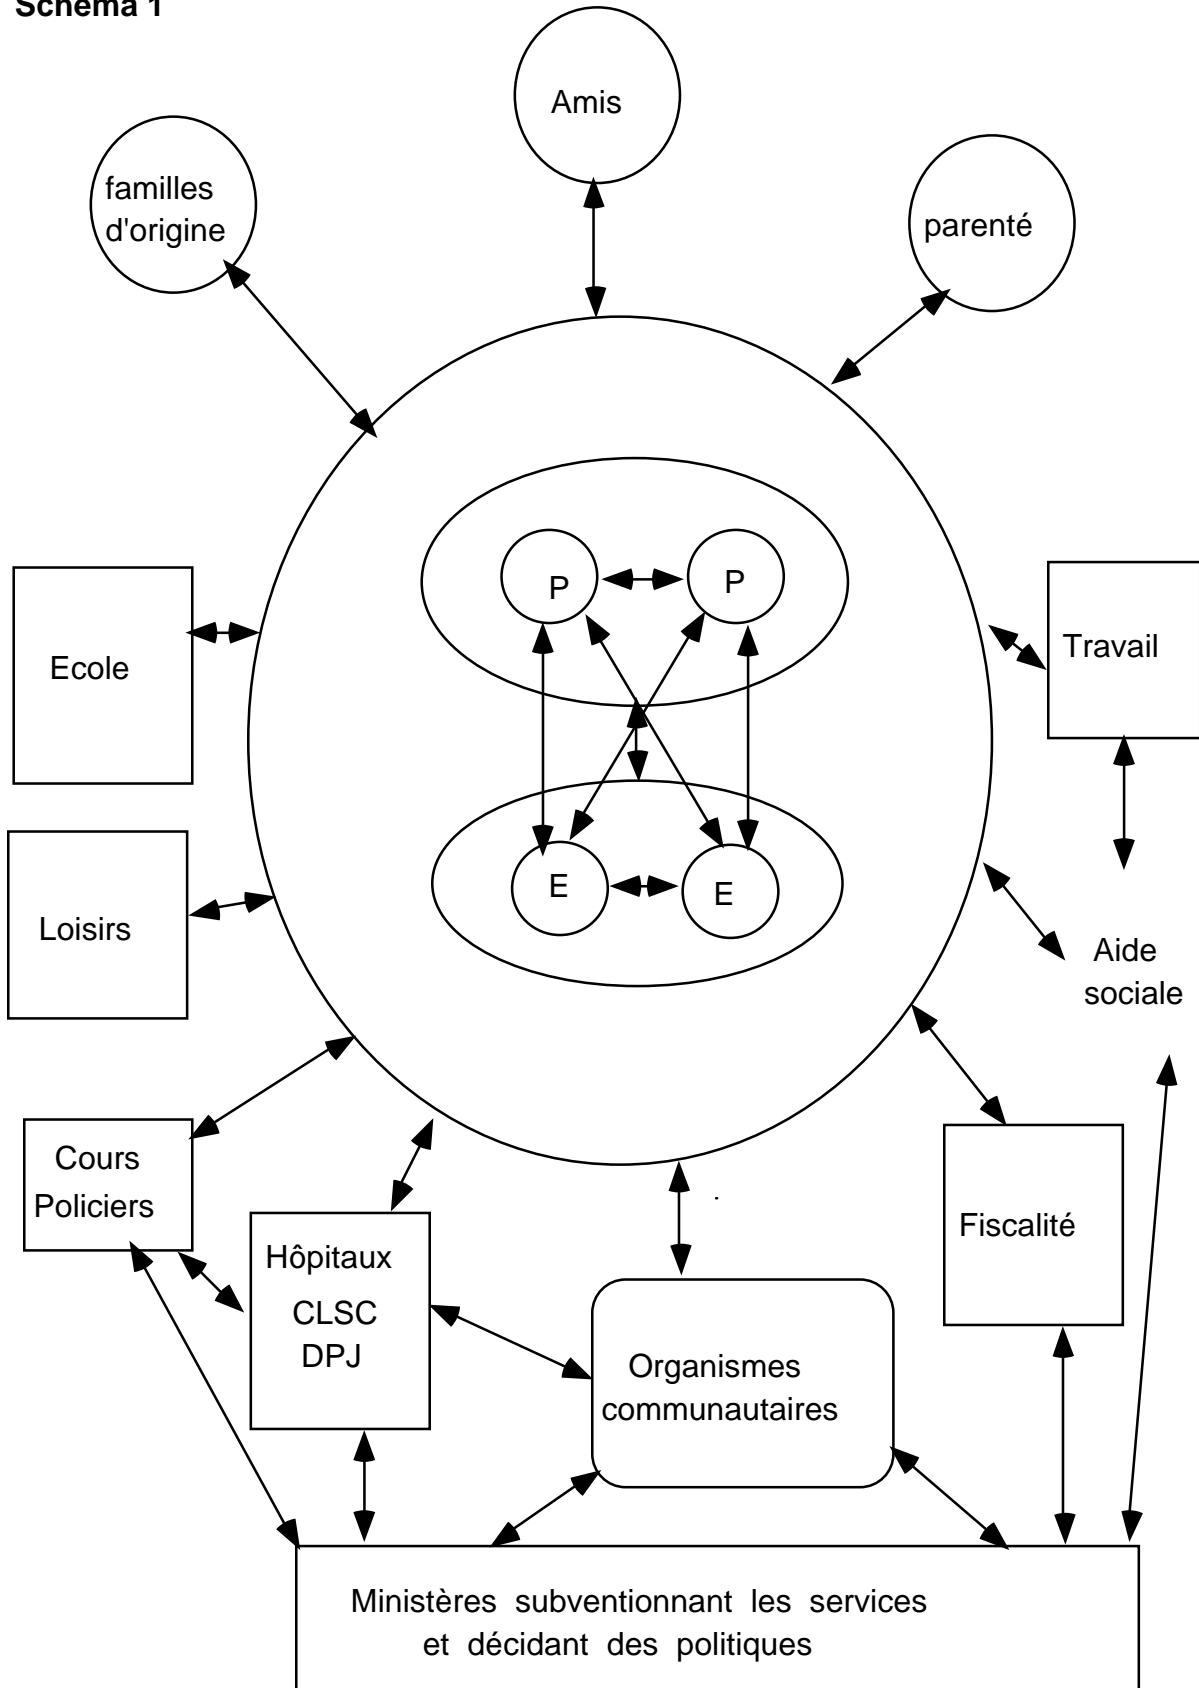 Schéma 1
Amis
familles
d'origine
parenté
P
P
Ecole
Travail
E
E
Loisirs
Aide
sociale
Cours
Policiers
Fiscalité
Hôpitaux
CLSC
DPJ
Organismes
communautaires
Ministères subventionnant les services
et décidant des politiques